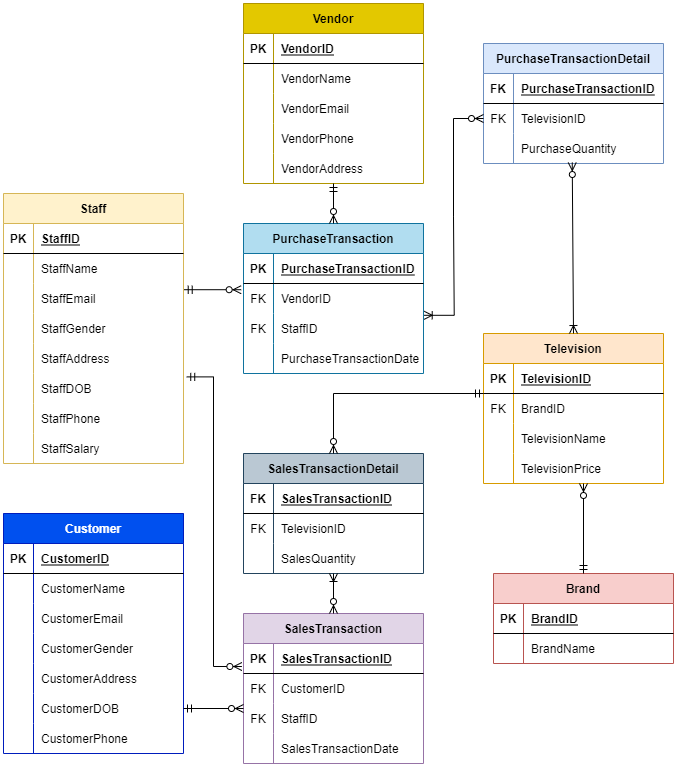 Vendor
PK VendorID
VendorName
VendorEmail
VendorPhone
VendorAddress
PurchaseTransactionDetail
FK PurchaseTransactionID
FK TelevisionID
PurchaseQuantity
Staff
PK StaffID
StaffName
StaffEmail
StaffGender
StaffAddress
StaffDOB
StaffPhone
StaffSalary
PurchaseTransaction
PK PurchaseTransactionID
FK VendorID
FK StaffID
PurchaseTransactionDate
Television
PK TelevisionID
FK BrandID
TelevisionName
TelevisionPrice
SalesTransactionDetail
FK SalesTransactionID
FK TelevisionID
SalesQuantity
Customer
PK CustomerID
CustomerName
CustomerEmail
CustomerGender
CustomerAddress
CustomerDOB
CustomerPhone
SalesTransaction
PK SalesTransactionID
FK CustomerID
FK StaffID
SalesTransactionDate
Brand
PK BrandID
BrandName